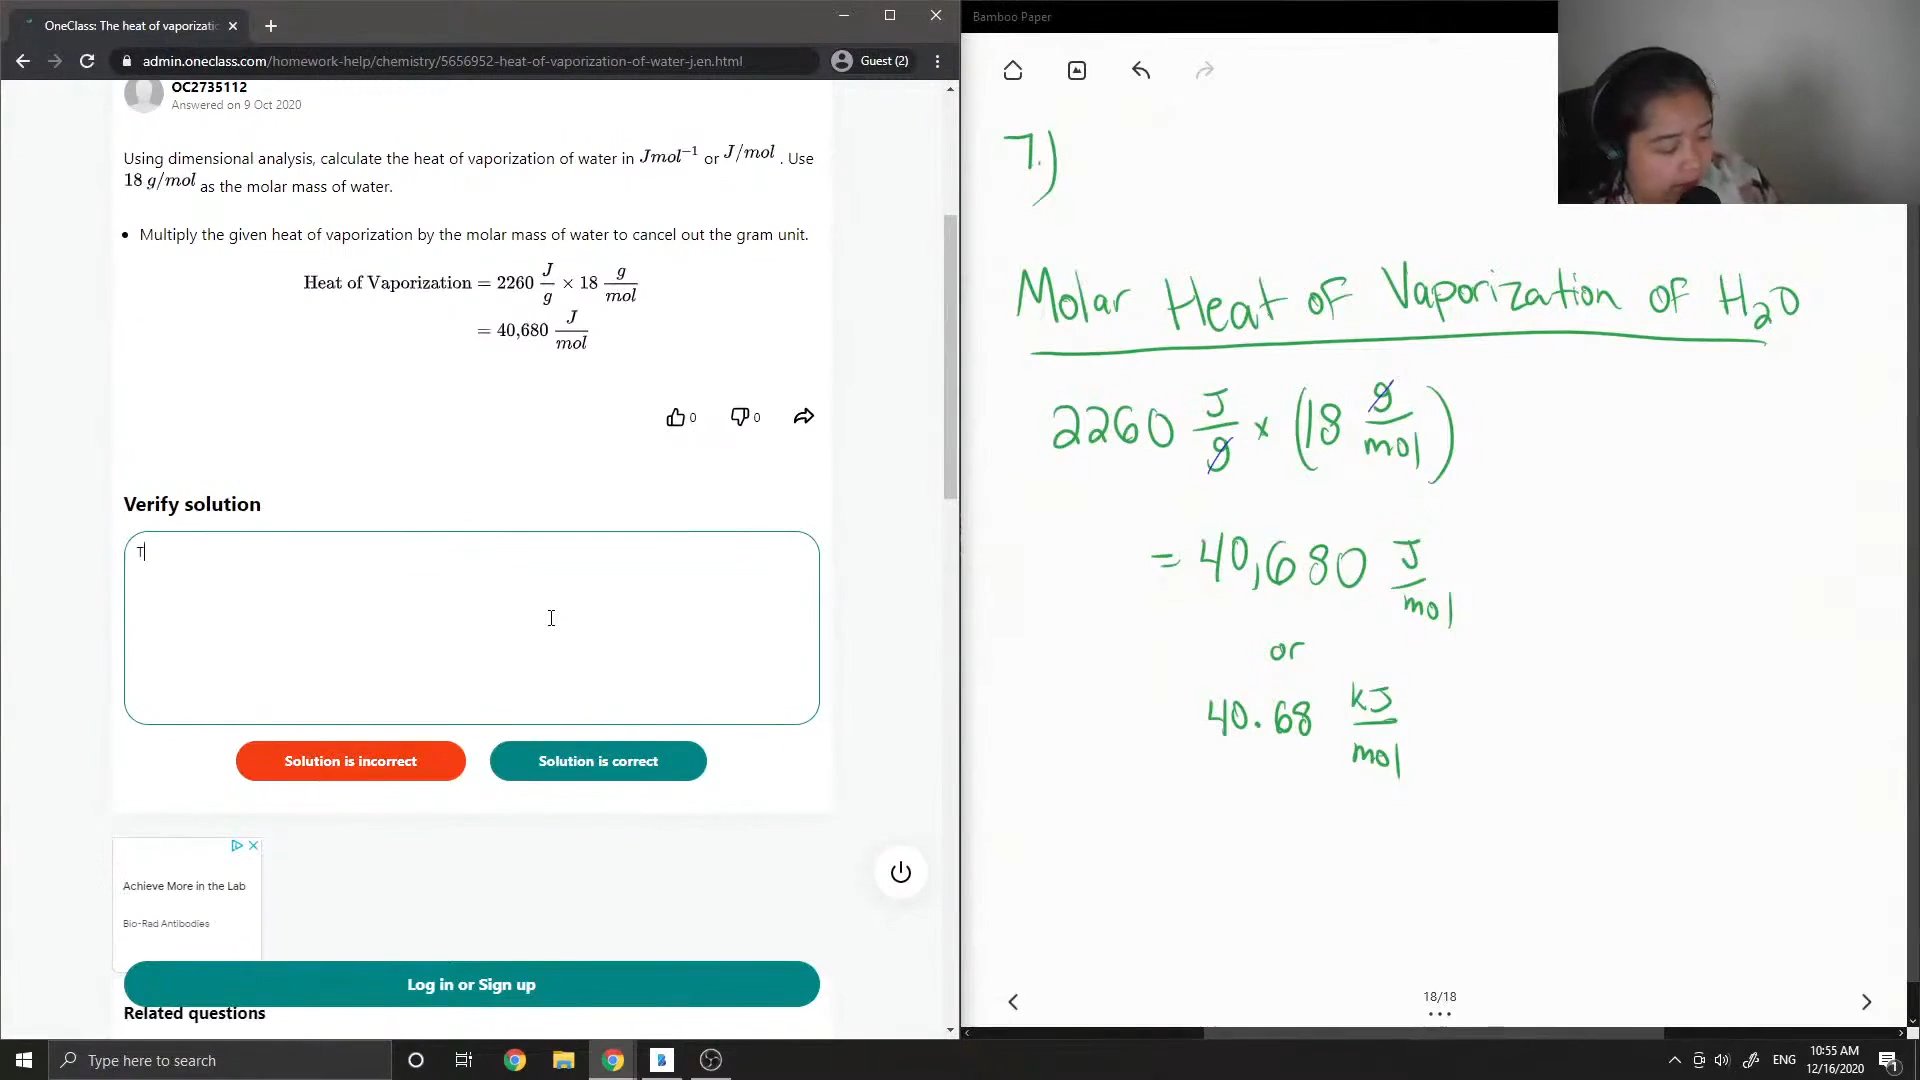 OneClass: The heat of vaporizati
admin.oneclass.com/homework-help/chemistry/5656952-heat-of-vaporization-of-water-j.en.html
Guest (2)
OC2735112
Answered on 9 Oct 2020
Using dimensional analysis, calculate the heat of vaporization of water in Jmol⁻¹ or J/mol . Use
18 g/mol as the molar mass of water.
• Multiply the given heat of vaporization by the molar mass of water to cancel out the gram unit.
Heat of Vaporization = 2260 J/g × 18 g/mol
= 40,680 J/mol
0
0
Verify solution
T
Solution is incorrect
Solution is correct
Achieve More in the Lab
Bio-Rad Antibodies
Log in or Sign up
Related questions
Bamboo Paper
7.)
Molar Heat of Vaporization of H₂O
2260 J/g × (18 g/mol)
= 40,680 J/mol
or
40.68 kJ/mol
18/18
Type here to search
ENG
10:55 AM
12/16/2020
1